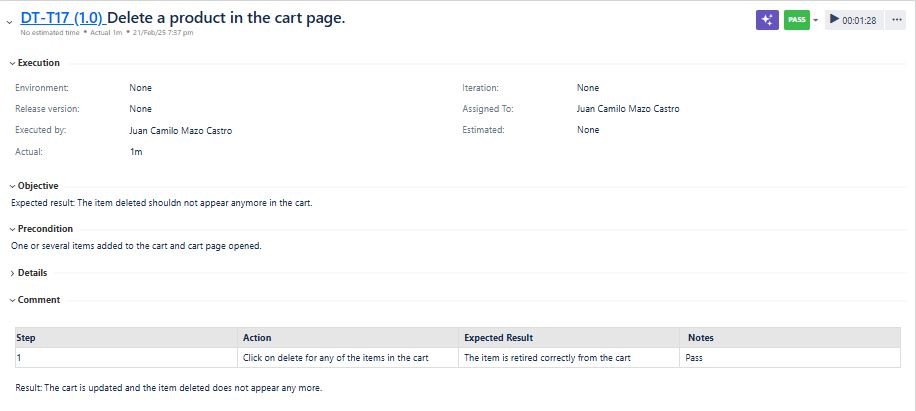 DT-T17 (1.0) Delete a product in the cart page.
PASS
00:01:28
No estimated time • Actual 1m • 21/Feb/25 7:37 pm
Execution
Environment: None Iteration: None
Release version: None Assigned To: Juan Camilo Mazo Castro
Executed by: Juan Camilo Mazo Castro Estimated: None
Actual: 1m
Objective
Expected result: The item deleted shouldn not appear anymore in the cart.
Precondition
One or several items added to the cart and cart page opened.
Details
Comment
Step Action Expected Result Notes
1 Click on delete for any of the items in the cart The item is retired correctly from the cart Pass
Result: The cart is updated and the item deleted does not appear any more.